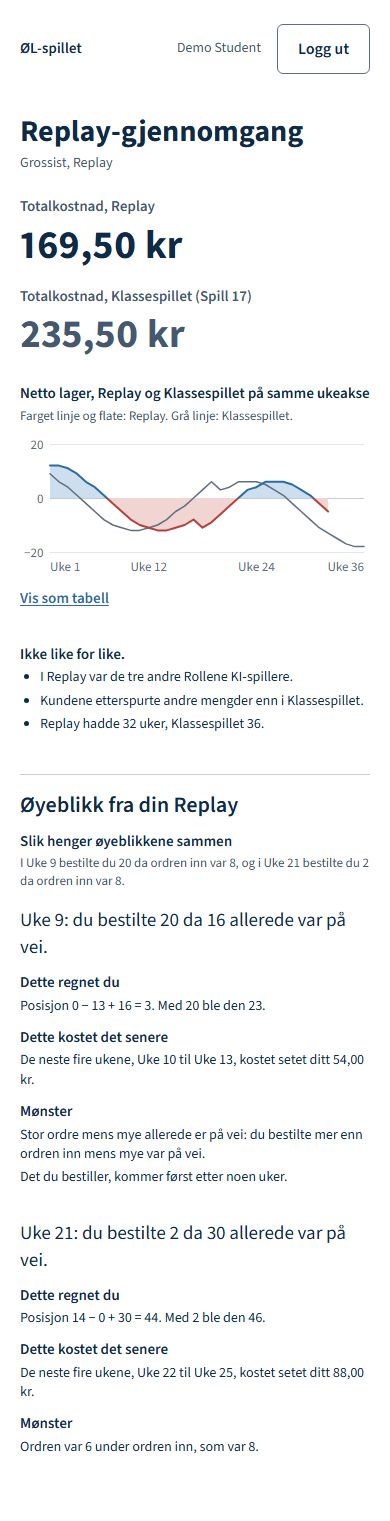 ØL-spillet
Demo Student
Logg ut
Replay-gjennomgang
Grossist, Replay
Totalkostnad, Replay
169,50 kr
Totalkostnad, Klassespillet (Spill 17)
235,50 kr
Netto lager, Replay og Klassespillet på samme ukeakse
Farget linje og flate: Replay. Grå linje: Klassespillet.
20
0
−20
Uke 1
Uke 12
Uke 24
Uke 36
Vis som tabell
Ikke like for like.
I Replay var de tre andre Rollene KI-spillere.
Kundene etterspurte andre mengder enn i Klassespillet.
Replay hadde 32 uker, Klassespillet 36.
Øyeblikk fra din Replay
Slik henger øyeblikkene sammen
I Uke 9 bestilte du 20 da ordren inn var 8, og i Uke 21 bestilte du 2
da ordren inn var 8.
Uke 9: du bestilte 20 da 16 allerede var på
vei.
Dette regnet du
Posisjon 0 − 13 + 16 = 3. Med 20 ble den 23.
Dette kostet det senere
De neste fire ukene, Uke 10 til Uke 13, kostet setet ditt 54,00
kr.
Mønster
Stor ordre mens mye allerede er på vei: du bestilte mer enn
ordren inn mens mye var på vei.
Det du bestiller, kommer først etter noen uker.
Uke 21: du bestilte 2 da 30 allerede var på
vei.
Dette regnet du
Posisjon 14 − 0 + 30 = 44. Med 2 ble den 46.
Dette kostet det senere
De neste fire ukene, Uke 22 til Uke 25, kostet setet ditt 88,00
kr.
Mønster
Ordren var 6 under ordren inn, som var 8.